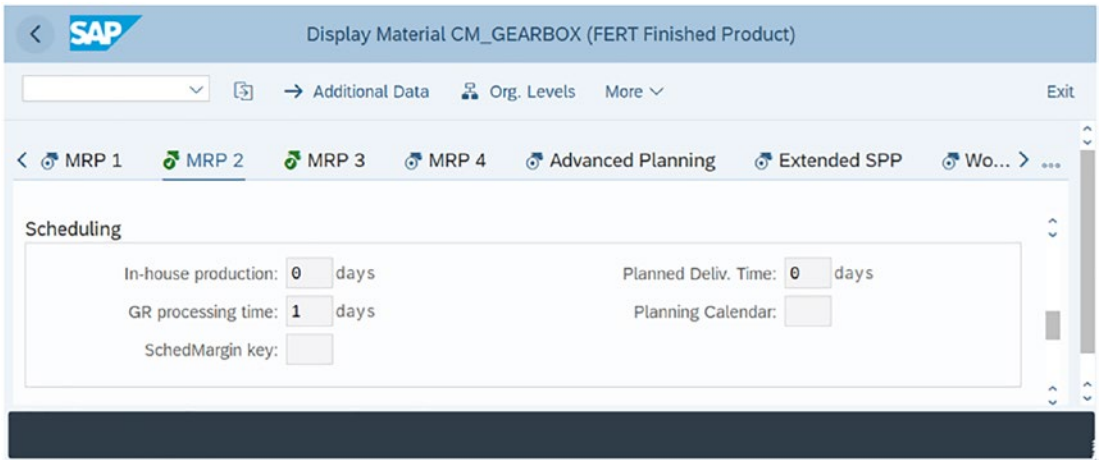 SAP Display Material CM_GEARBOX (FERT Finished Product)
Additional Data Org. Levels More Exit
MRP 1 MRP 2 MRP 3 MRP 4 Advanced Planning Extended SPP Wo... ...
Scheduling
In-house production: 0 days Planned Deliv. Time: 0 days
GR processing time: 1 days Planning Calendar:
SchedMargin key: